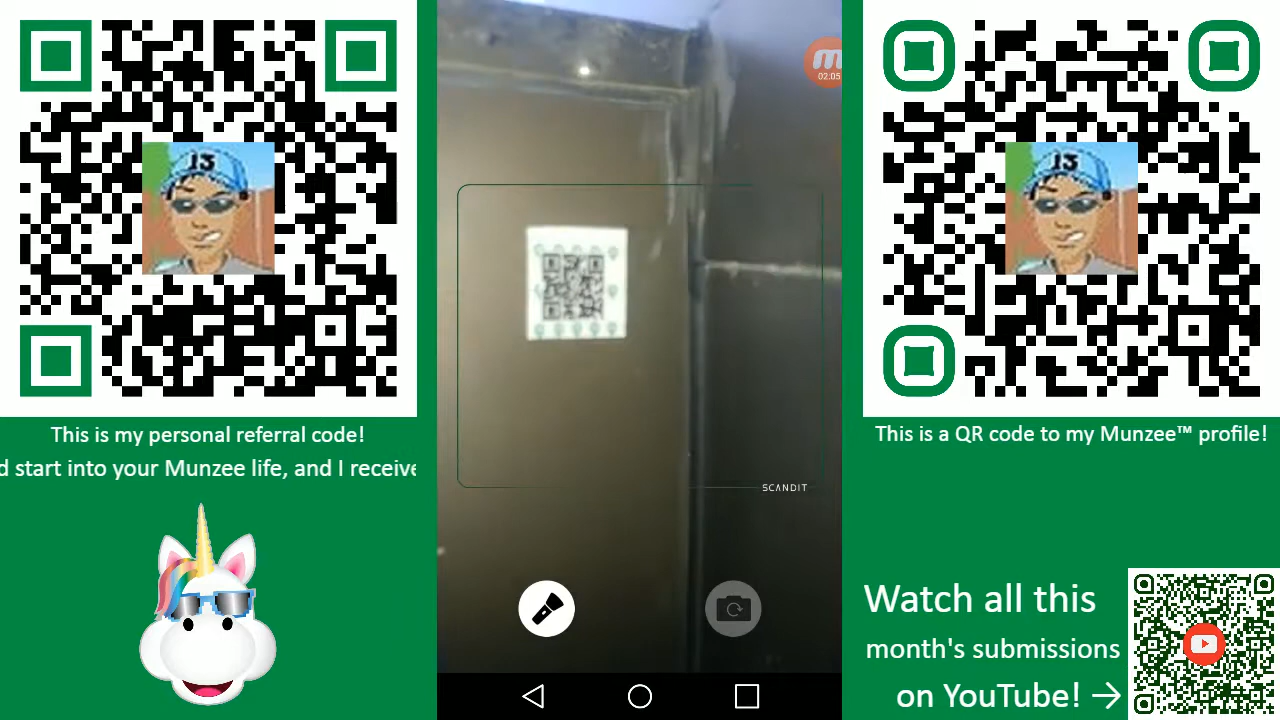 13
This is my personal referral code!
d start into your Munzee life, and I receive
02:05
SCANDIT
13
This is a QR code to my Munzee™ profile!
Watch all this
month's submissions
on YouTube! →